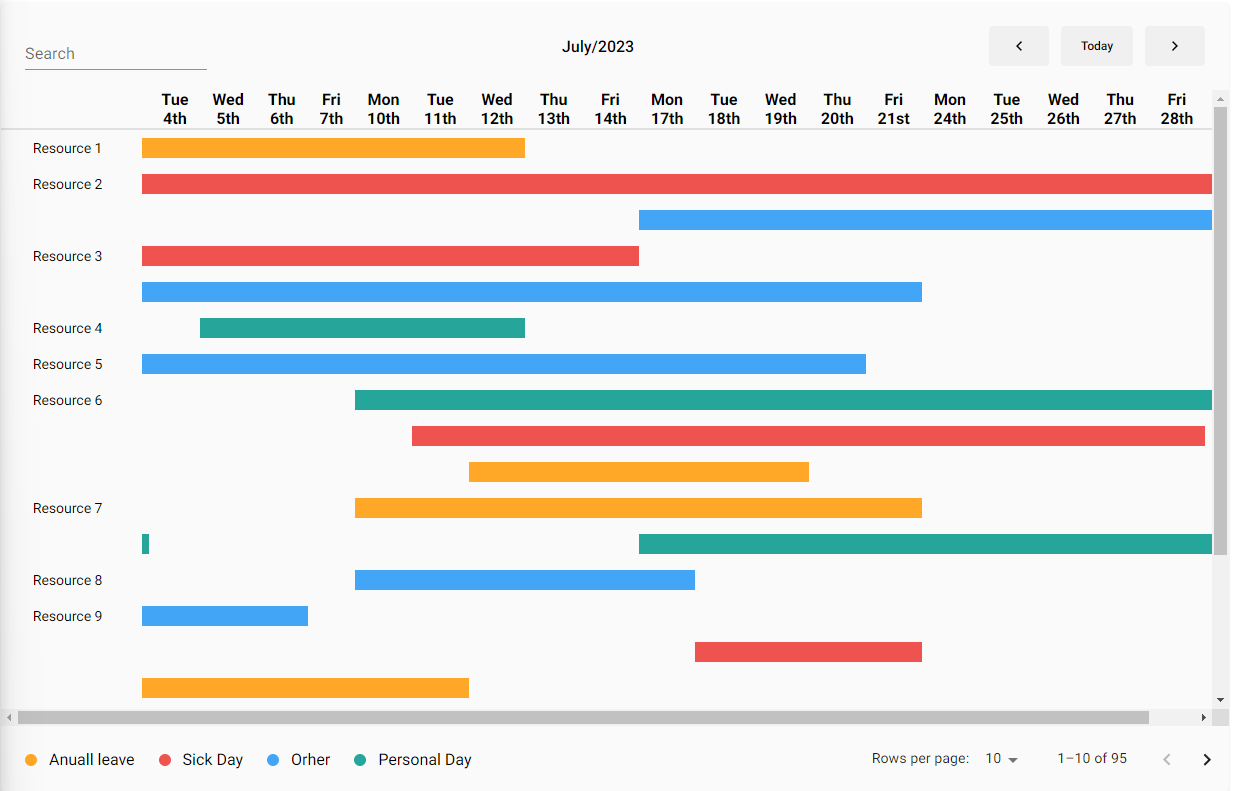 Search
July/2023
Today
Tue Wed Thu Fri Mon Tue Wed Thu Fri Mon Tue Wed Thu Fri Mon Tue Wed Thu Fri
4th 5th 6th 7th 10th 11th 12th 13th 14th 17th 18th 19th 20th 21st 24th 25th 26th 27th 28th
Resource 1
Resource 2
Resource 3
Resource 4
Resource 5
Resource 6
Resource 7
Resource 8
Resource 9
Anuall leave Sick Day Orher Personal Day Rows per page: 10 1–10 of 95